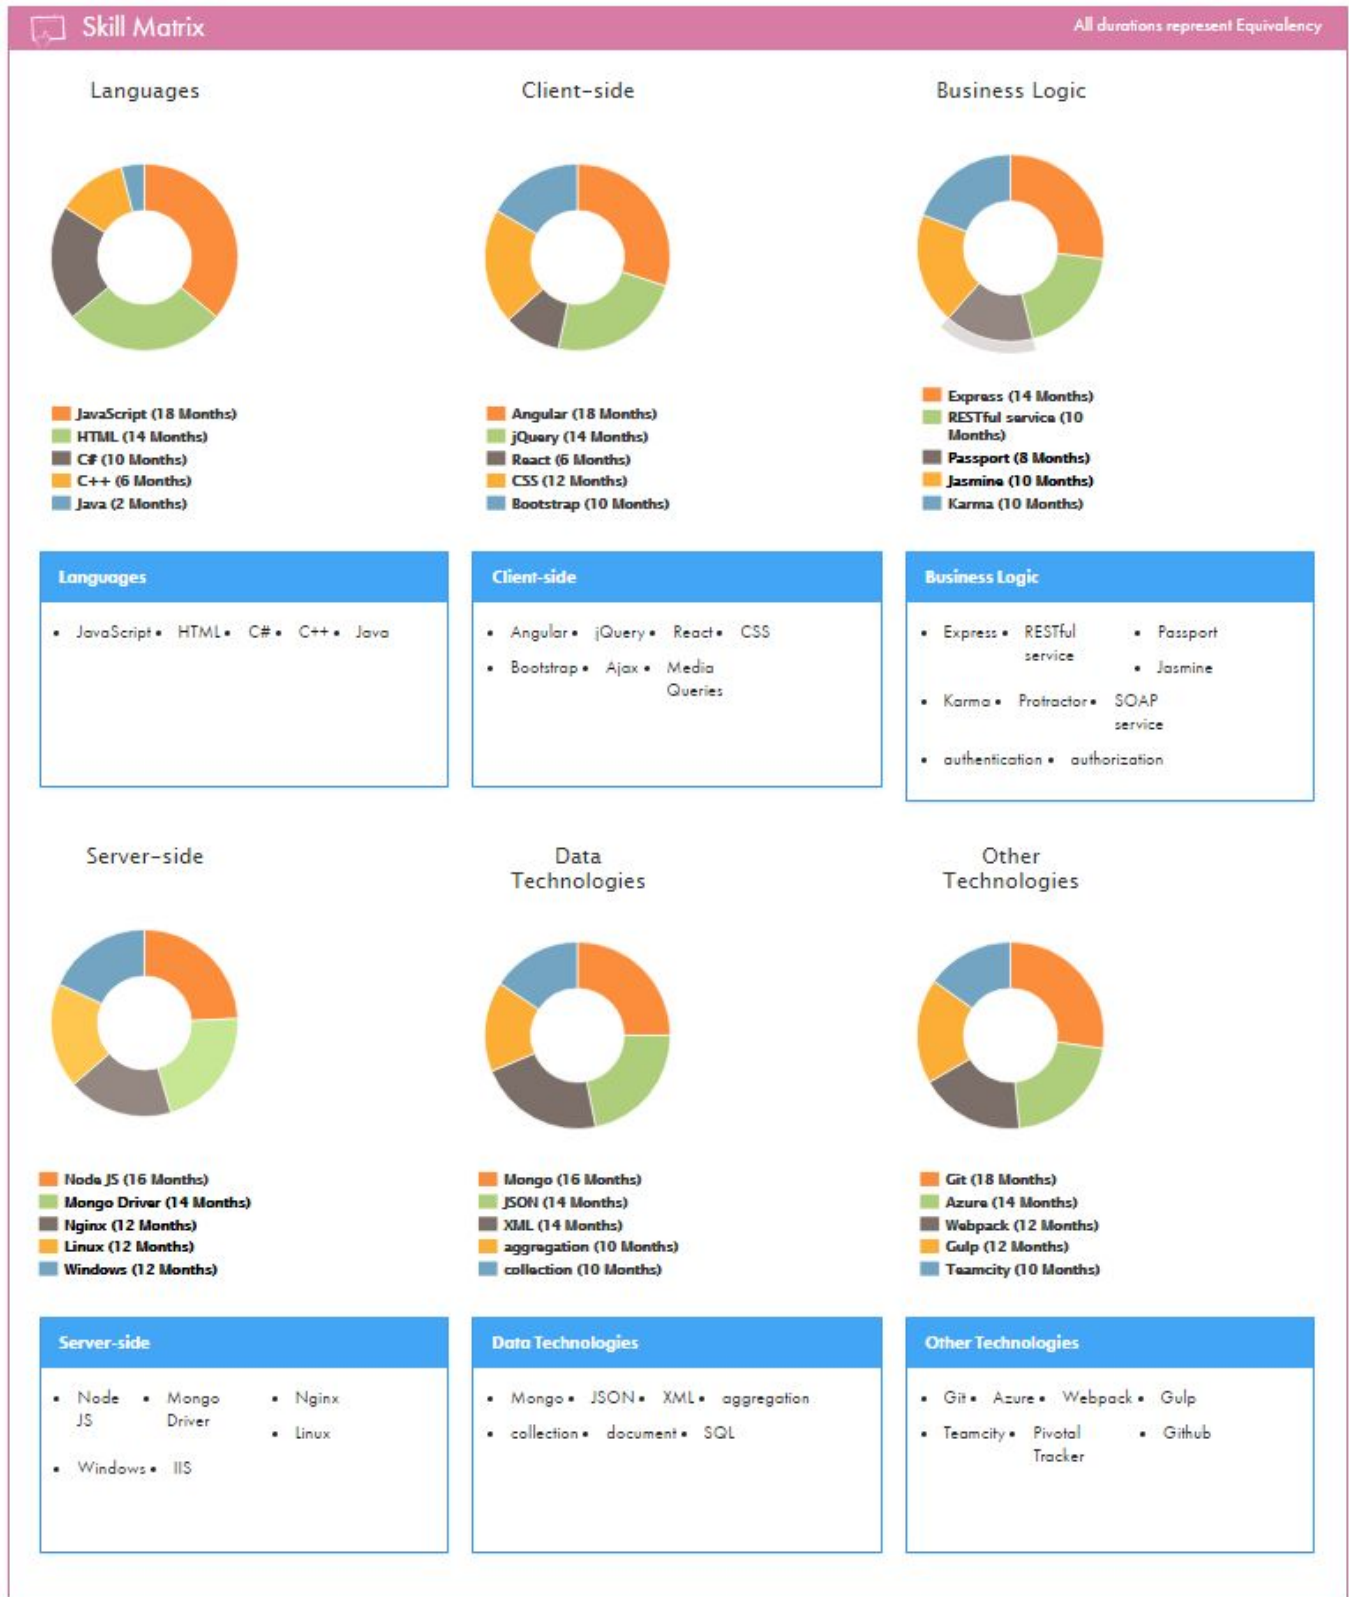 Skill Matrix
All durations represent Equivalency
Languages
JavaScript (18 Months)
HTML (14 Months)
C# (10 Months)
C++ (6 Months)
Java (2 Months)
Client-side
Angular (18 Months)
jQuery (14 Months)
React (6 Months)
CSS (12 Months)
Bootstrap (10 Months)
Business Logic
Express (14 Months)
RESTful service (10
Months)
Passport (8 Months)
Jasmine (10 Months)
Karma (10 Months)
Languages
• JavaScript • HTML • C# • C++ • Java
Client-side
• Angular • jQuery • React • CSS
• Bootstrap • Ajax • Media
Queries
Business Logic
• Express • RESTful
service
• Passport
• Jasmine
• Karma • Protractor • SOAP
service
• authentication • authorization
Server-side
Node JS (16 Months)
Mongo Driver (14 Months)
Nginx (12 Months)
Linux (12 Months)
Windows (12 Months)
Data
Technologies
Mongo (16 Months)
JSON (14 Months)
XML (14 Months)
aggregation (10 Months)
collection (10 Months)
Other
Technologies
Git (18 Months)
Azure (14 Months)
Webpack (12 Months)
Gulp (12 Months)
Teamcity (10 Months)
Server-side
• Node
JS
• Mongo
Driver
• Nginx
• Linux
• Windows • IIS
Data Technologies
• Mongo • JSON • XML • aggregation
• collection • document • SQL
Other Technologies
• Git • Azure • Webpack • Gulp
• Teamcity • Pivotal
Tracker
• Github